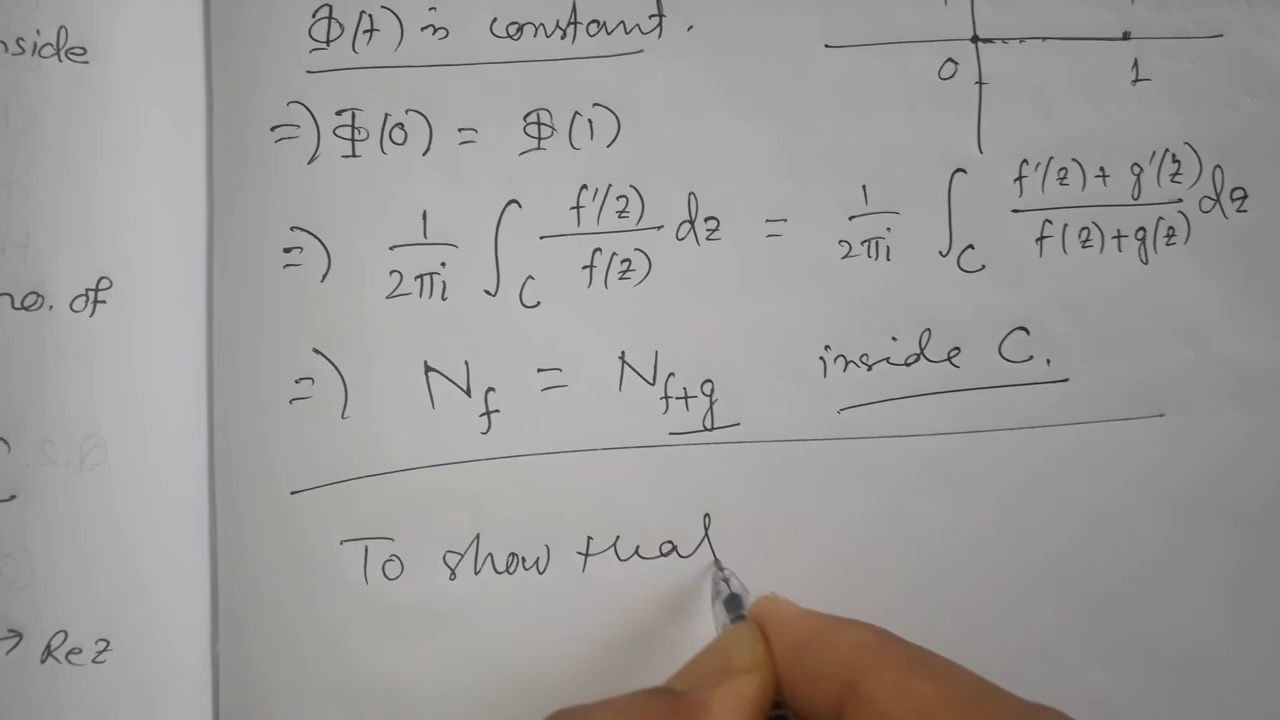 Φ(t) is constant.
0 1
=) Φ(0) = Φ(1)
=) 1/2πi ∫_C f'(z)/f(z) dz = 1/2πi ∫_C f'(z)+g'(z)/f(z)+g(z) dz
=) N_f = N_{f+g} inside C.
To show that
no. of
→ Re z